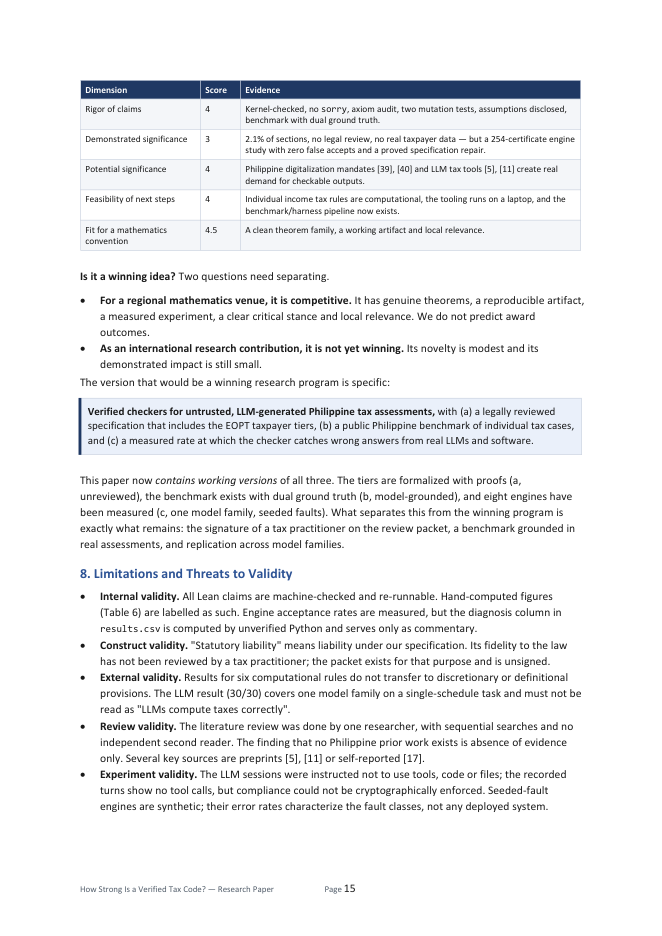 Dimension Score Evidence
Rigor of claims 4 Kernel-checked, no sorry, axiom audit, two mutation tests, assumptions disclosed,
benchmark with dual ground truth.
Demonstrated significance 3 2.1% of sections, no legal review, no real taxpayer data — but a 254-certificate engine
study with zero false accepts and a proved specification repair.
Potential significance 4 Philippine digitalization mandates [39], [40] and LLM tax tools [5], [11] create real
demand for checkable outputs.
Feasibility of next steps 4 Individual income tax rules are computational, the tooling runs on a laptop, and the
benchmark/harness pipeline now exists.
Fit for a mathematics 4.5 A clean theorem family, a working artifact and local relevance.
convention
Is it a winning idea? Two questions need separating.
• For a regional mathematics venue, it is competitive. It has genuine theorems, a reproducible artifact,
a measured experiment, a clear critical stance and local relevance. We do not predict award
outcomes.
• As an international research contribution, it is not yet winning. Its novelty is modest and its
demonstrated impact is still small.
The version that would be a winning research program is specific:
Verified checkers for untrusted, LLM-generated Philippine tax assessments, with (a) a legally reviewed
specification that includes the EOPT taxpayer tiers, (b) a public Philippine benchmark of individual tax cases,
and (c) a measured rate at which the checker catches wrong answers from real LLMs and software.
This paper now contains working versions of all three. The tiers are formalized with proofs (a,
unreviewed), the benchmark exists with dual ground truth (b, model-grounded), and eight engines have
been measured (c, one model family, seeded faults). What separates this from the winning program is
exactly what remains: the signature of a tax practitioner on the review packet, a benchmark grounded in
real assessments, and replication across model families.
8. Limitations and Threats to Validity
• Internal validity. All Lean claims are machine-checked and re-runnable. Hand-computed figures
(Table 6) are labelled as such. Engine acceptance rates are measured, but the diagnosis column in
results.csv is computed by unverified Python and serves only as commentary.
• Construct validity. "Statutory liability" means liability under our specification. Its fidelity to the law
has not been reviewed by a tax practitioner; the packet exists for that purpose and is unsigned.
• External validity. Results for six computational rules do not transfer to discretionary or definitional
provisions. The LLM result (30/30) covers one model family on a single-schedule task and must not be
read as "LLMs compute taxes correctly".
• Review validity. The literature review was done by one researcher, with sequential searches and no
independent second reader. The finding that no Philippine prior work exists is absence of evidence
only. Several key sources are preprints [5], [11] or self-reported [17].
• Experiment validity. The LLM sessions were instructed not to use tools, code or files; the recorded
turns show no tool calls, but compliance could not be cryptographically enforced. Seeded-fault
engines are synthetic; their error rates characterize the fault classes, not any deployed system.
How Strong Is a Verified Tax Code? — Research Paper Page 15